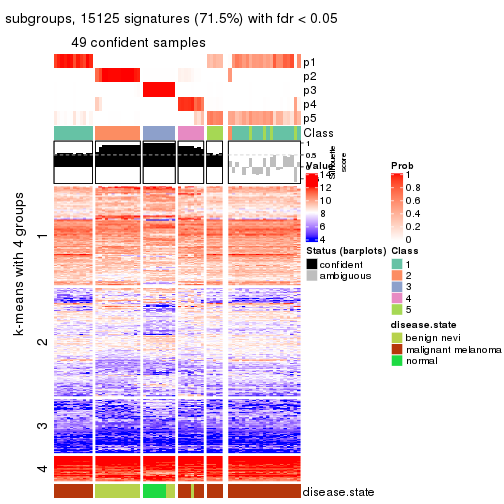 subgroups, 15125 signatures (71.5%) with fdr < 0.05
49 confident samples
p1
p2
p3
p4
p5
Class
1
0.5
0
Silhouette
score
k-means with 4 groups
1
2
3
4
disease.state
Value
14
12
10
8
6
4
Prob
1
0.8
0.6
0.4
0.2
0
Status (barplots)
confident
ambiguous
Class
1
2
3
4
5
disease.state
benign nevi
malignant melanoma
normal